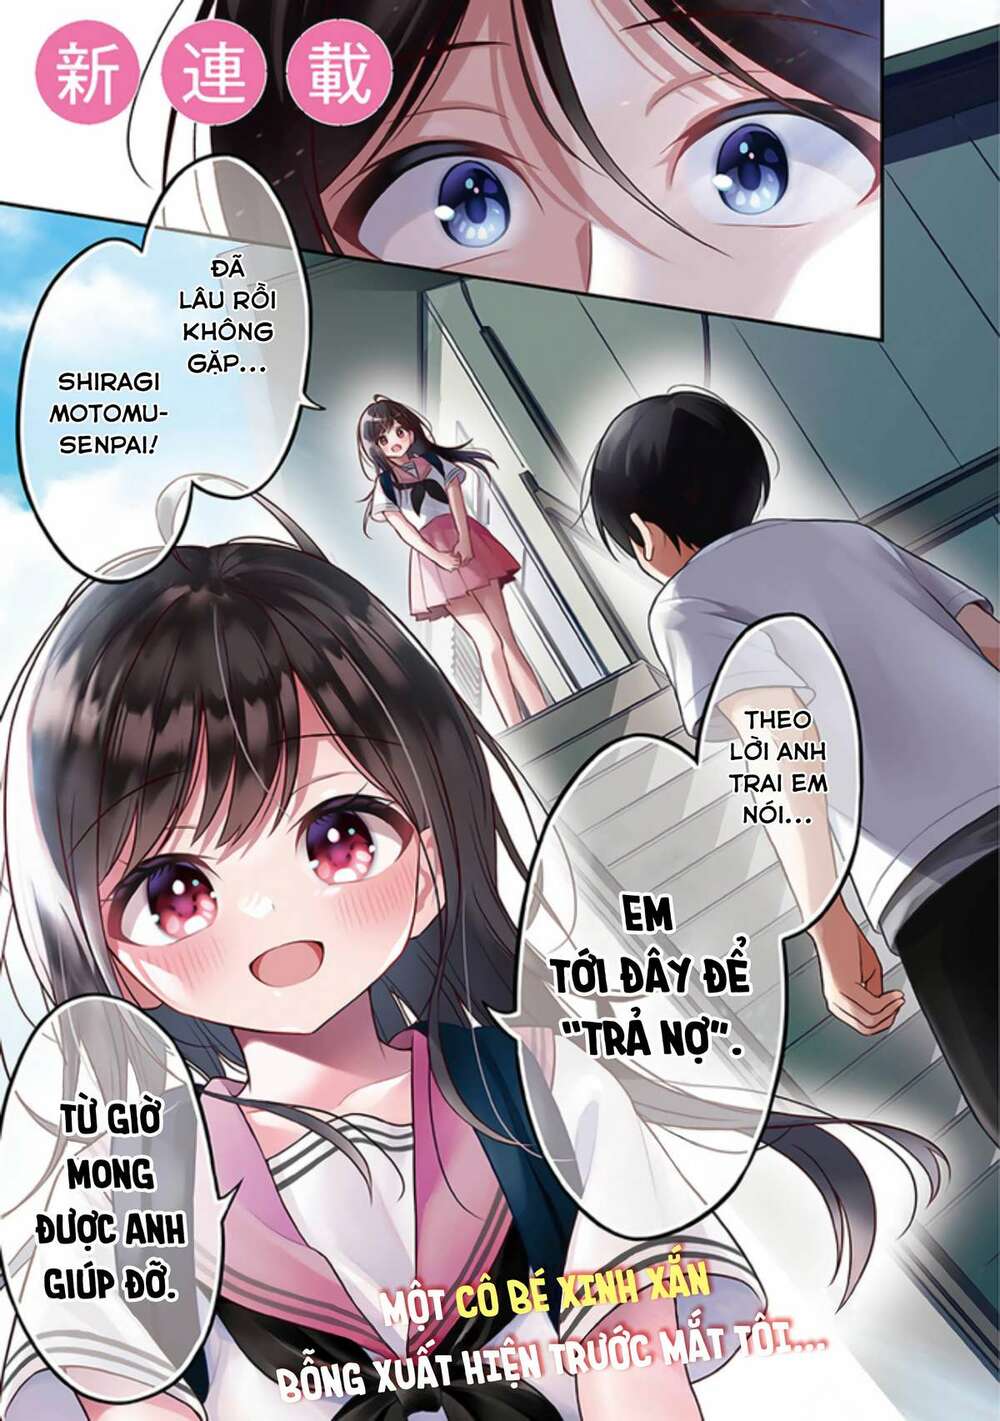 新連載
ĐÃ
LÂU RỒI
KHÔNG
GẶP...
SHIRAGI
MOTOMU-
SENPAI!
THEO
LỜI ANH
TRAI EM
NÓI...
EM
TỚI ĐÂY ĐỂ
"TRẢ NỢ".
TỪ GIỜ
MONG
ĐƯỢC ANH
GIÚP ĐỠ.
MỘT CÔ BÉ XINH XẮN
BỖNG XUẤT HIỆN TRƯỚC MẮT TÔI...